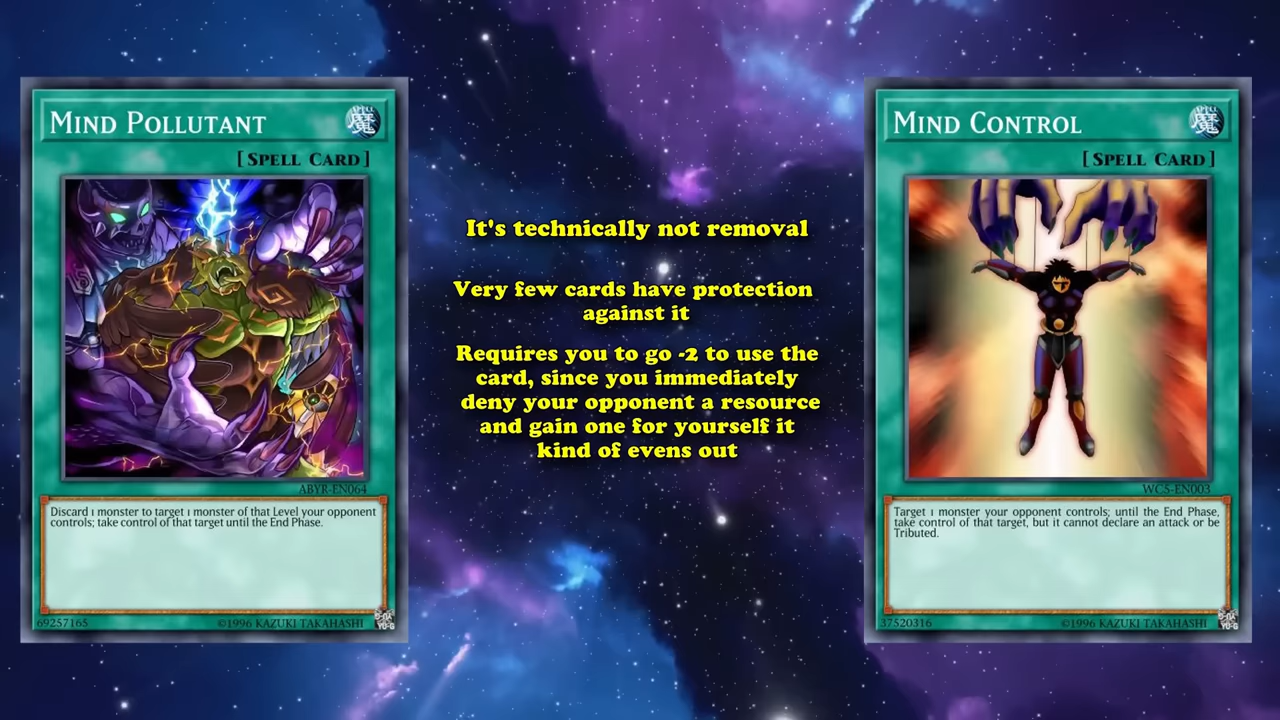 MIND POLLUTANT
魔
[ SPELL CARD ]
ABYR-EN064
Discard 1 monster to target 1 monster of that Level your opponent
controls; take control of that target until the End Phase.
69257165
©1996 KAZUKI TAKAHASHI
It's technically not removal
Very few cards have protection
against it
Requires you to go -2 to use the
card, since you immediately
deny your opponent a resource
and gain one for yourself it
kind of evens out
MIND CONTROL
魔
[ SPELL CARD ]
WC5-EN003
Target 1 monster your opponent controls; until the End Phase,
take control of that target, but it cannot declare an attack or be
Tributed.
37520316
©1996 KAZUKI TAKAHASHI